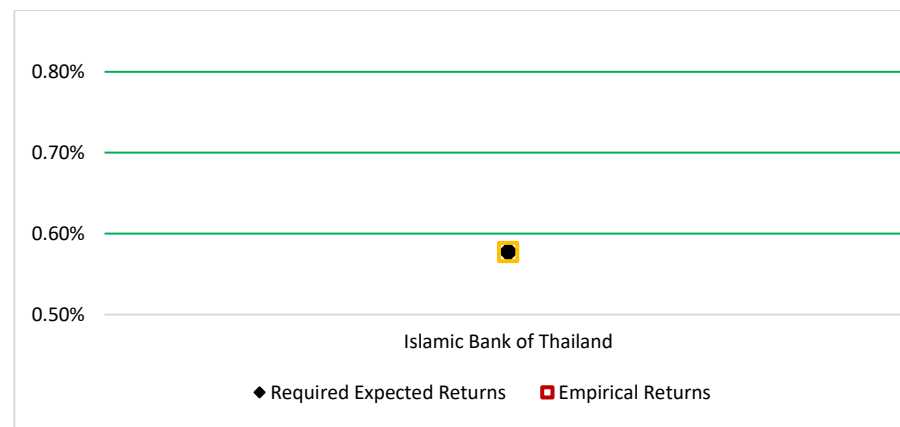 0.80%
0.70%
0.60%
0.50%
Islamic Bank of Thailand
Required Expected Returns Empirical Returns